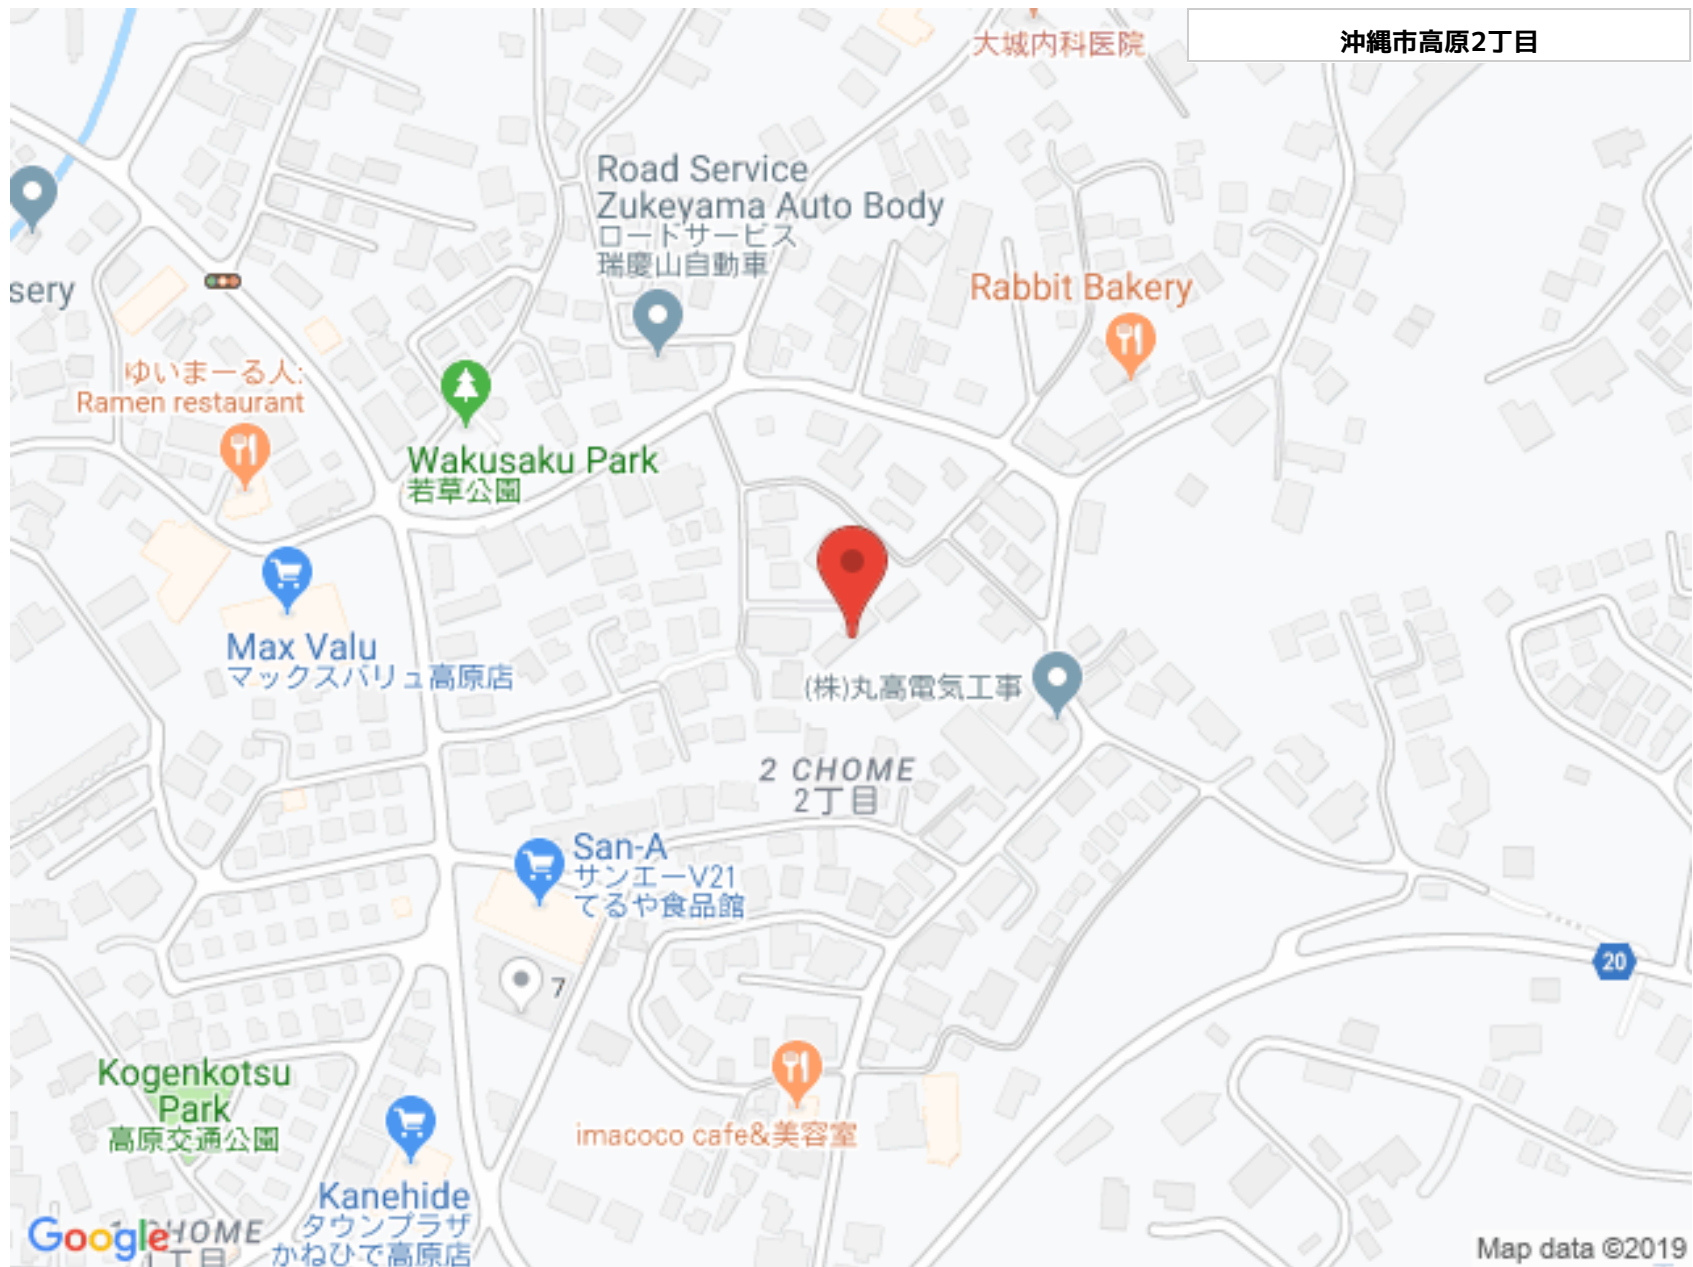 大城内科医院
沖縄市高原2丁目
Road Service
Zukeyama Auto Body
ロードサービス
瑞慶山自動車
sery
Rabbit Bakery
ゆいまーる人:
Ramen restaurant
Wakusaku Park
若草公園
Max Valu
マックスバリュ高原店
(株)丸高電気工事
2 CHOME
2丁目
San-A
サンエーV21
てるや食品館
20
7
Kogenkotsu
Park
高原交通公園
imacoco cafe&美容室
Kanehide
タウンプラザ
かねひで高原店
Google
CHOME
丁目
Map data ©2019